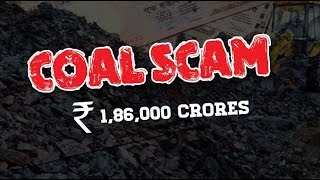 COAL SCAM
₹ 1,86,000 CRORES